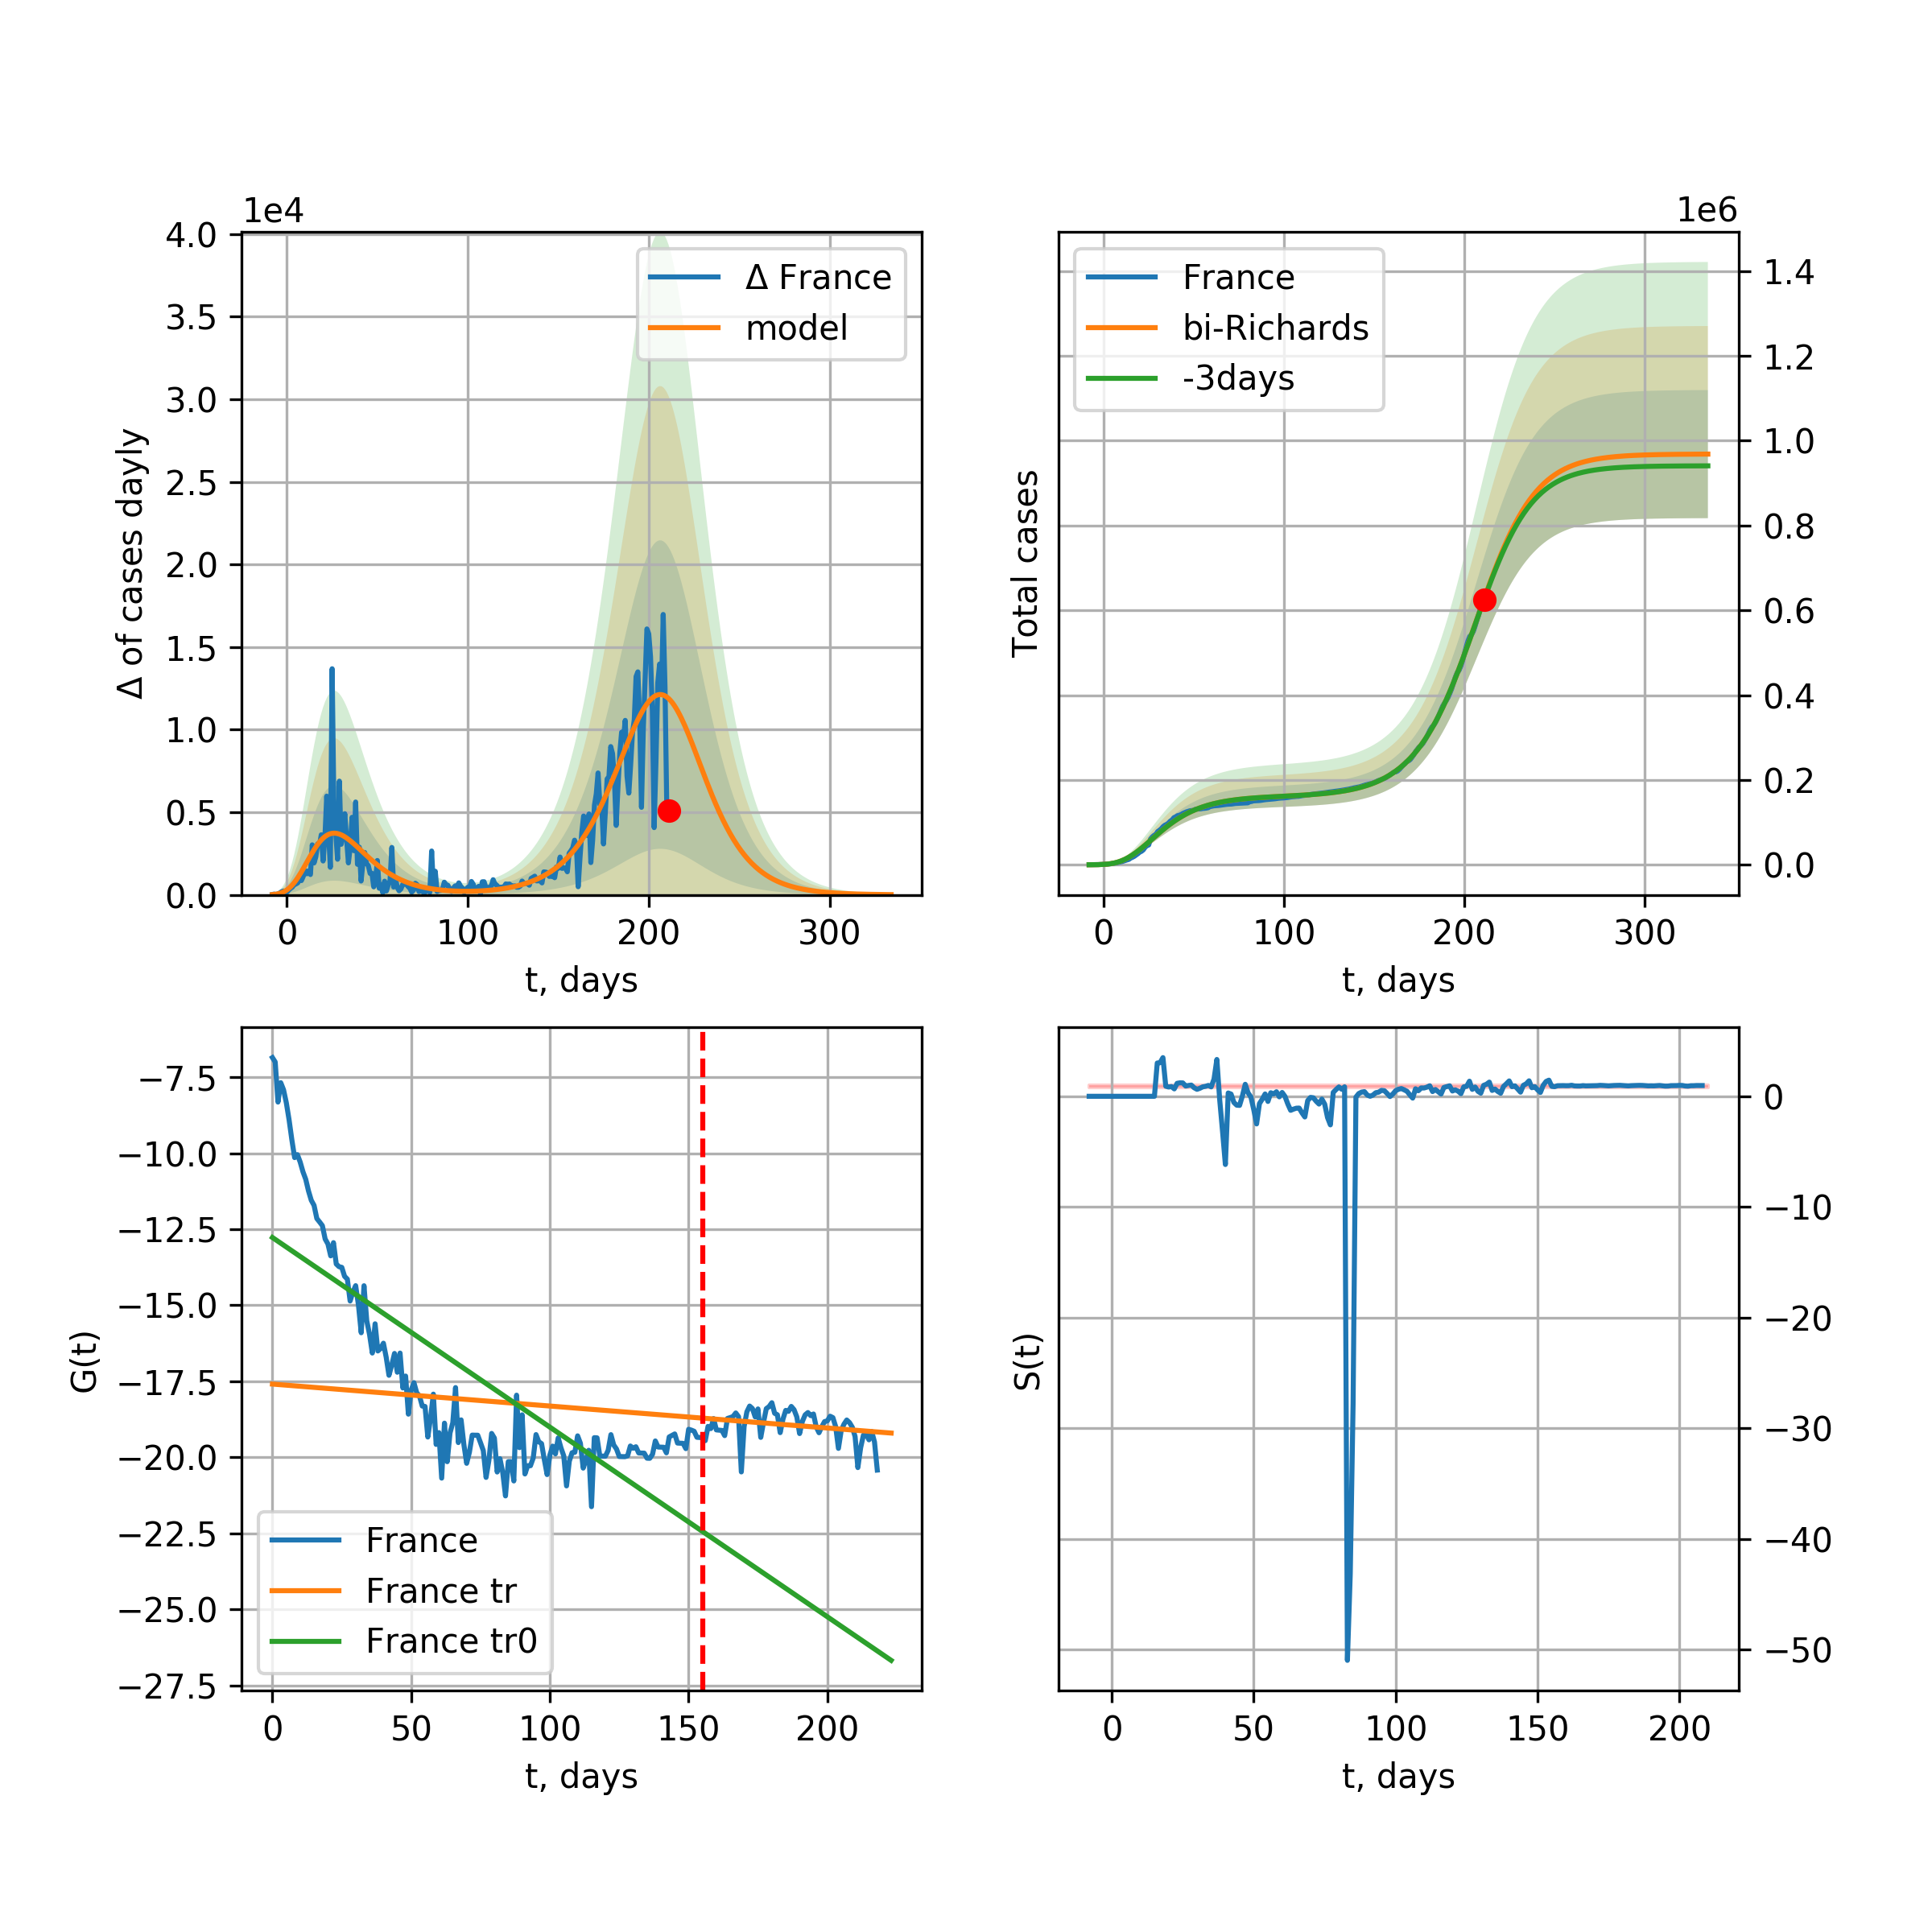 1e4
4.0
3.5
3.0
2.5
2.0
1.5
1.0
0.5
0.0
Δ of cases dayly
0 100 200 300
t, days
Δ France
model
1e6
1.4
1.2
1.0
0.8
0.6
0.4
0.2
0.0
Total cases
0 100 200 300
t, days
France
bi-Richards
-3days
−7.5
−10.0
−12.5
−15.0
−17.5
−20.0
−22.5
−25.0
−27.5
G(t)
0 50 100 150 200
t, days
France
France tr
France tr0
0
−10
−20
−30
−40
−50
S(t)
0 50 100 150 200
t, days